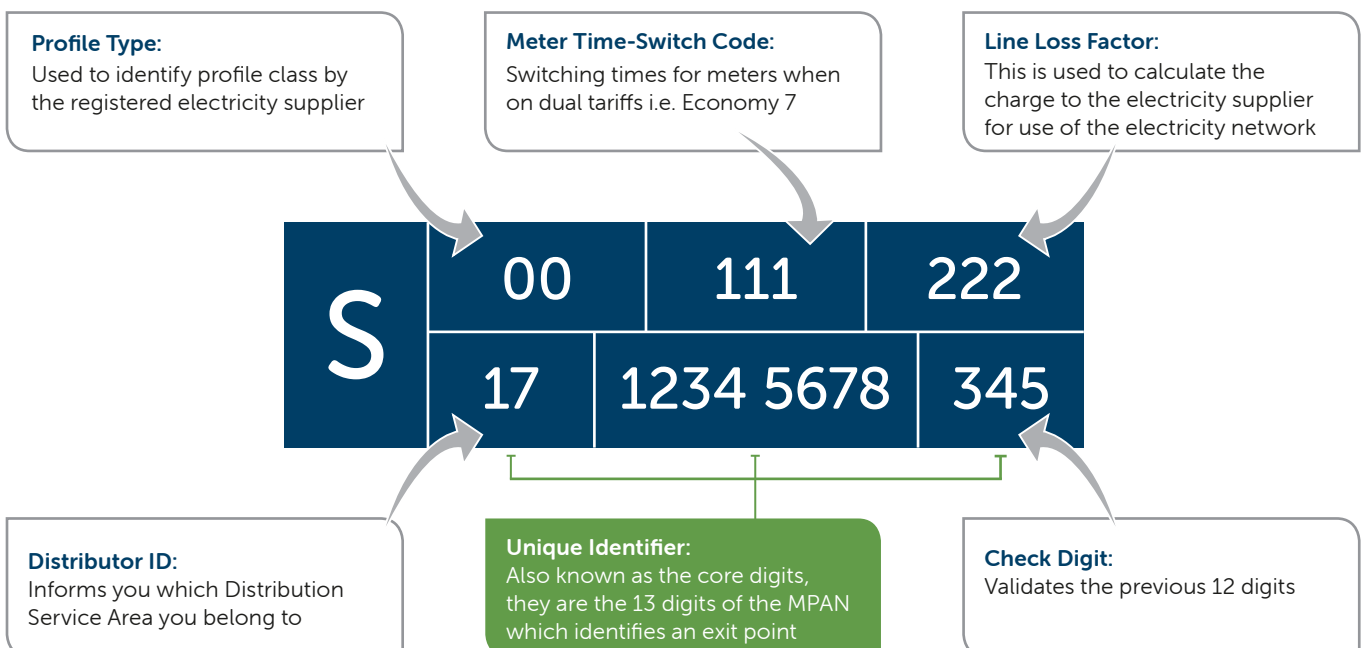 Profile Type:
Used to identify profile class by
the registered electricity supplier
Meter Time-Switch Code:
Switching times for meters when
on dual tariffs i.e. Economy 7
Line Loss Factor:
This is used to calculate the
charge to the electricity supplier
for use of the electricity network
S
00
111
222
17
1234 5678
345
Distributor ID:
Informs you which Distribution
Service Area you belong to
Unique Identifier:
Also known as the core digits,
they are the 13 digits of the MPAN
which identifies an exit point
Check Digit:
Validates the previous 12 digits